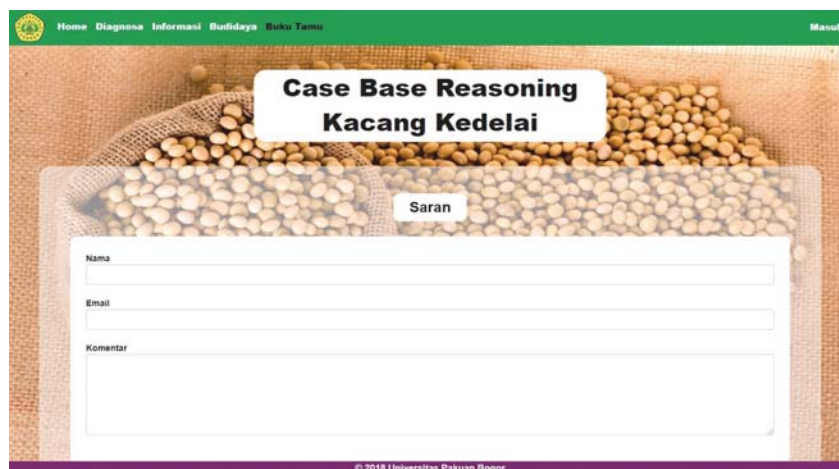 Home Diagnosa Informasi Budidaya Buku Tamu Masuk
Case Base Reasoning
Kacang Kedelai
Saran
Nama
Email
Komentar
© 2018 Universitas Pakuan Bogor